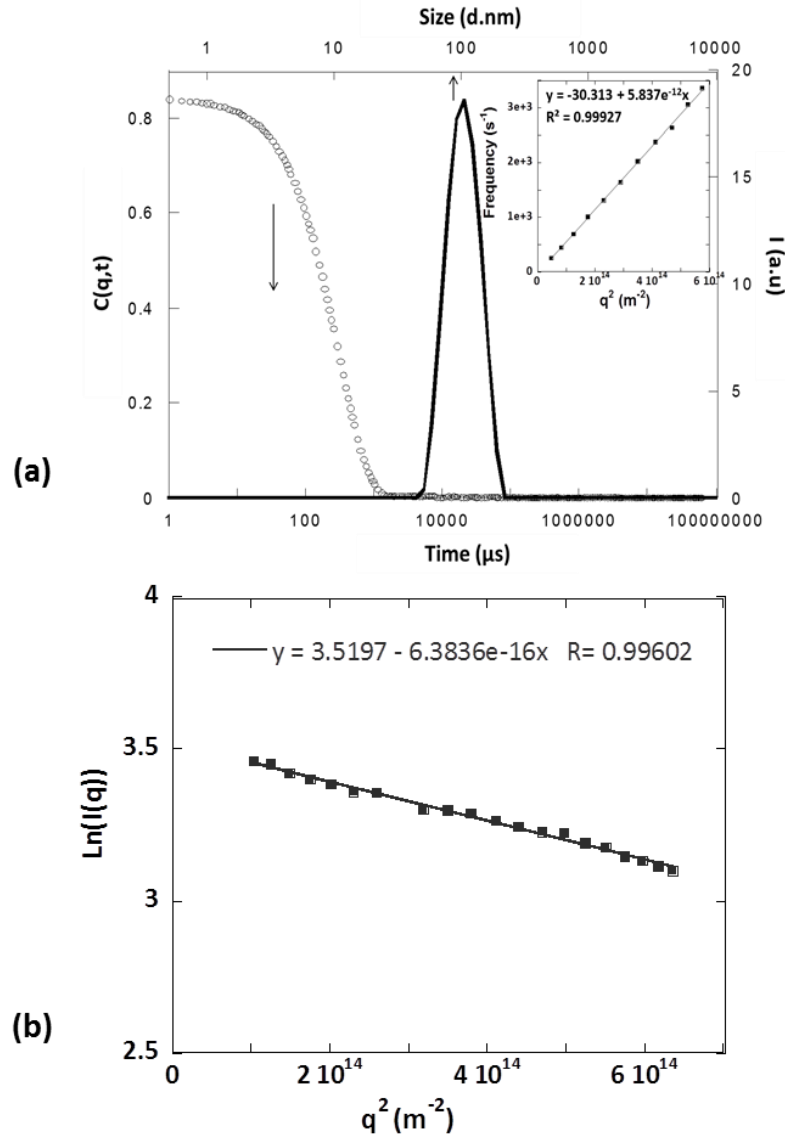 Size (d.nm)
1 10 100 1000 10000
C(q,t)
0.8
0.6
0.4
0.2
0
20
15
10
5
0
I (a.u)
y = -30.313 + 5.837e⁻¹²x
R² = 0.99927
Frequency (s⁻¹)
3e+3
2e+3
1e+3
0 2 10¹⁴ 4 10¹⁴ 6 10¹⁴
q² (m⁻²)
(a)
1 100 10000 1000000 100000000
Time (µs)
y = 3.5197 - 6.3836e-16x R= 0.99602
Ln(I(q))
4
3.5
3
2.5
(b)
0 2 10¹⁴ 4 10¹⁴ 6 10¹⁴
q² (m⁻²)